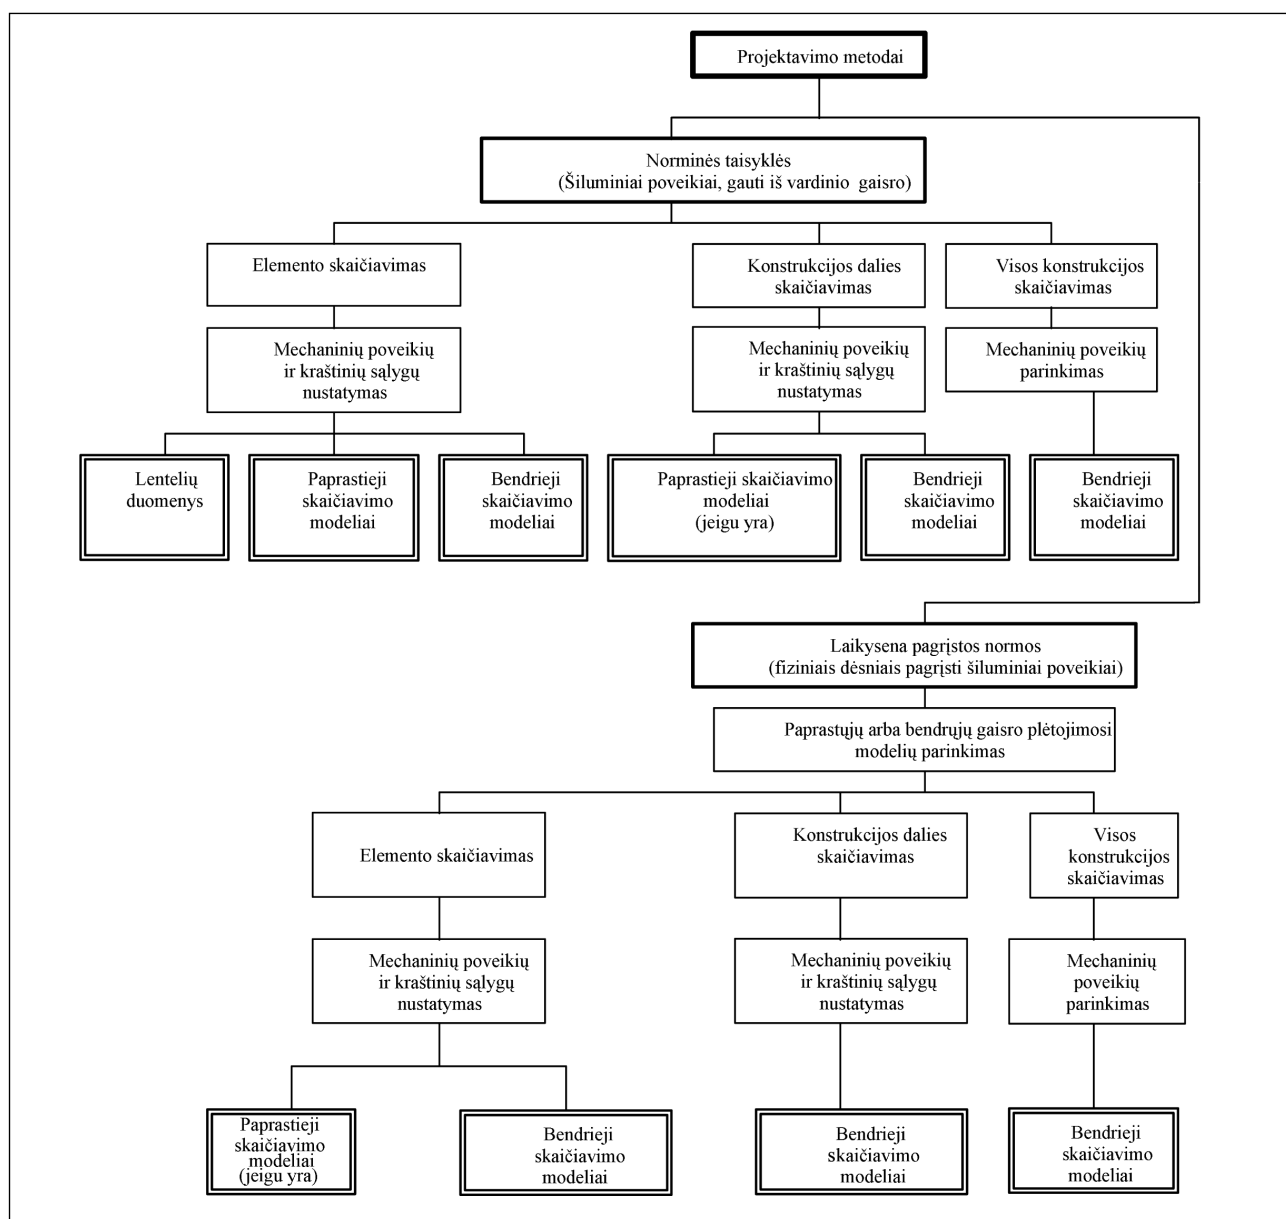 Projektavimo metodai
Norminės taisyklės
(Šiluminiai poveikiai, gauti iš vardinio gaisro)
Elemento skaičiavimas
Konstrukcijos dalies
skaičiavimas
Visos konstrukcijos
skaičiavimas
Mechaninių poveikių
ir kraštinių sąlygų
nustatymas
Mechaninių poveikių
ir kraštinių sąlygų
nustatymas
Mechaninių poveikių
parinkimas
Lentelių
duomenys
Paprastieji
skaičiavimo
modeliai
Bendrieji
skaičiavimo
modeliai
Paprastieji skaičiavimo
modeliai
(jeigu yra)
Bendrieji
skaičiavimo
modeliai
Bendrieji
skaičiavimo
modeliai
Laikysena pagrįstos normos
(fiziniais dėsniais pagrįsti šiluminiai poveikiai)
Paprastųjų arba bendrųjų gaisro plėtojimosi
modelių parinkimas
Elemento skaičiavimas
Konstrukcijos dalies
skaičiavimas
Visos
konstrukcijos
skaičiavimas
Mechaninių poveikių
ir kraštinių sąlygų
nustatymas
Mechaninių poveikių
ir kraštinių sąlygų
nustatymas
Mechaninių
poveikių
parinkimas
Paprastieji
skaičiavimo
modeliai
(jeigu yra)
Bendrieji
skaičiavimo
modeliai
Bendrieji
skaičiavimo
modeliai
Bendrieji
skaičiavimo
modeliai